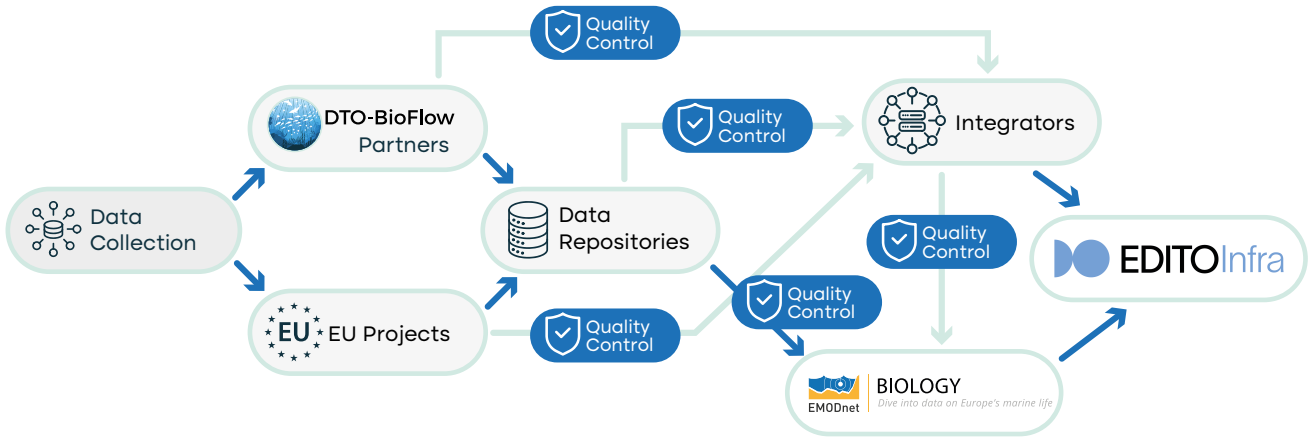 Quality
Control
DTO-BioFlow
Partners
Quality
Control
Integrators
Data
Collection
Data
Repositories
Quality
Control
EDITOInfra
EU
EU Projects
Quality
Control
Quality
Control
EMODnet
BIOLOGY
Dive into data on Europe's marine life